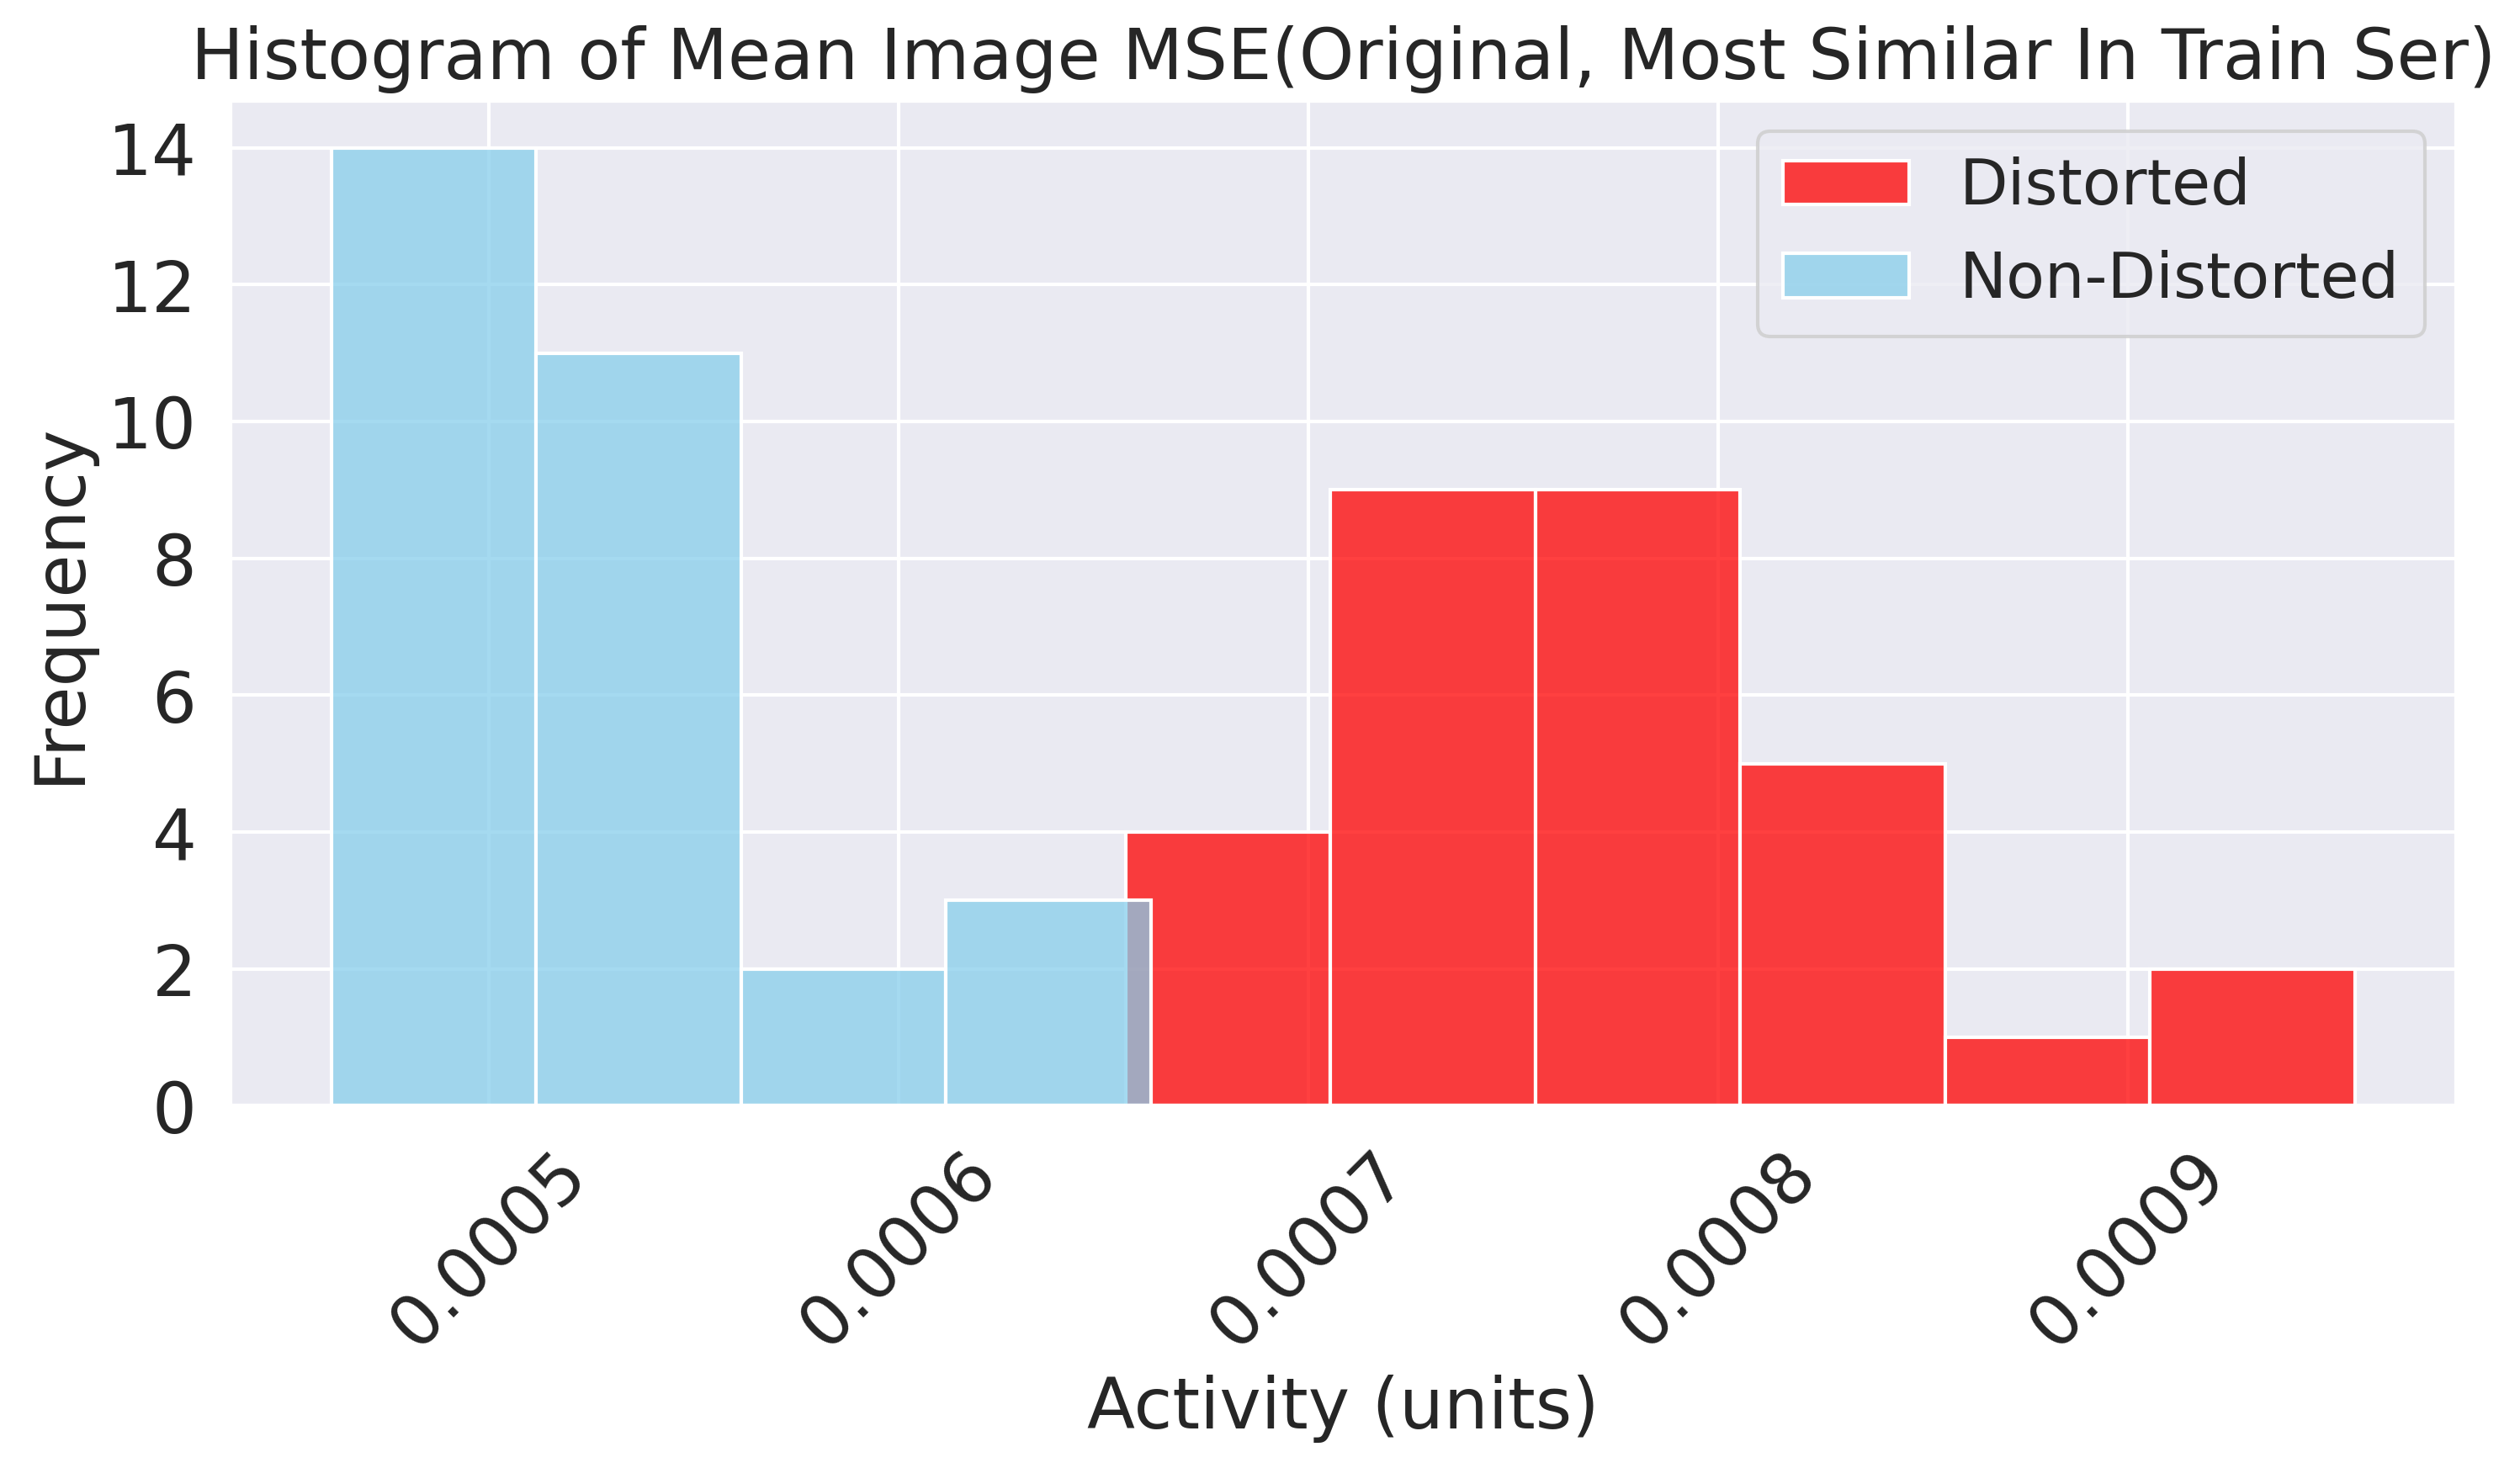 Histogram of Mean Image MSE(Original, Most Similar In Train Ser)
Distorted
Non-Distorted
Frequency
14
12
10
8
6
4
2
0
0.0005
0.0006
0.0007
0.0008
0.0009
Activity (units)